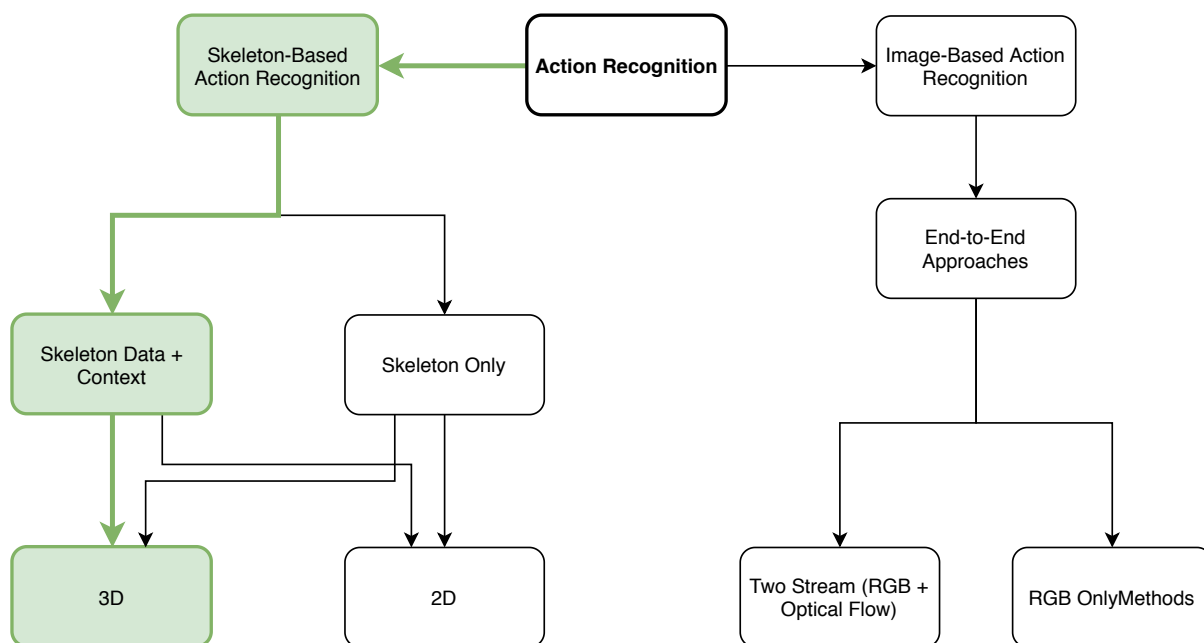 Skeleton-Based
Action Recognition
Action Recognition
Image-Based Action
Recognition
End-to-End
Approaches
Skeleton Data +
Context
Skeleton Only
3D
2D
Two Stream (RGB +
Optical Flow)
RGB OnlyMethods